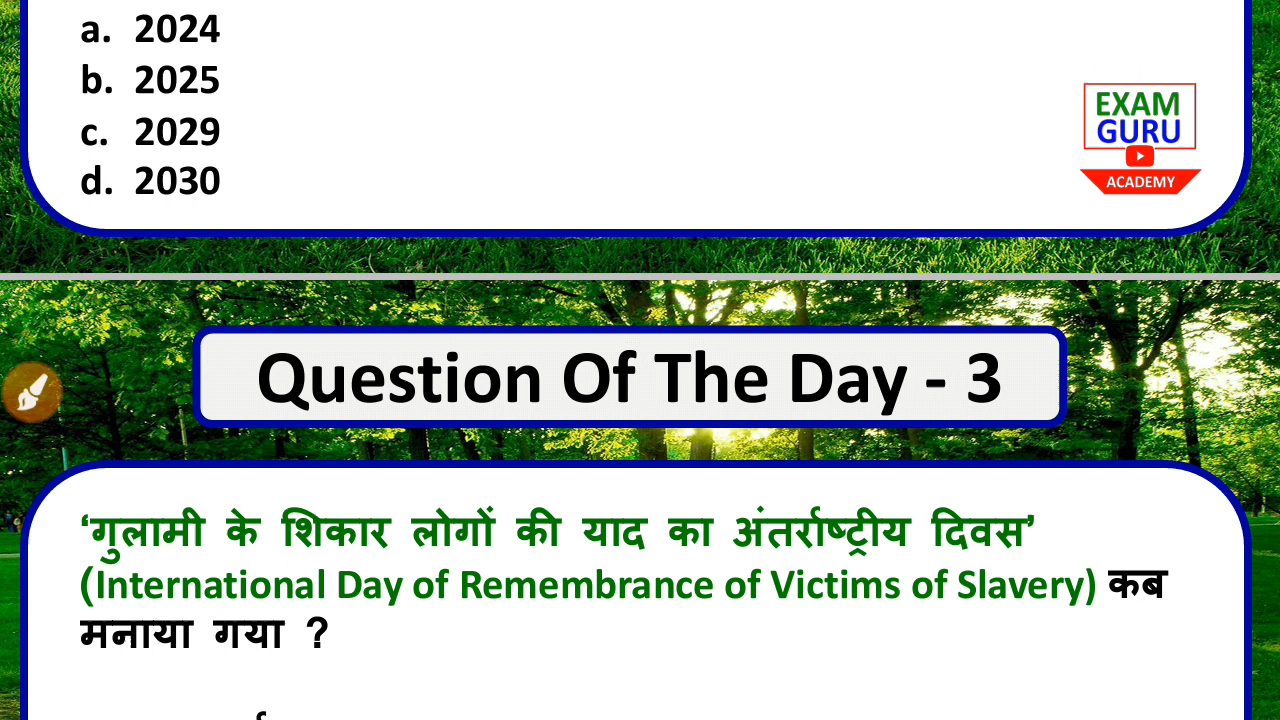 a. 2024
b. 2025
c. 2029
d. 2030
EXAM
GURU
ACADEMY
Question Of The Day - 3
‘गुलामी के शिकार लोगों की याद का अंतर्राष्ट्रीय दिवस’
(International Day of Remembrance of Victims of Slavery) कब
मनाया गया ?